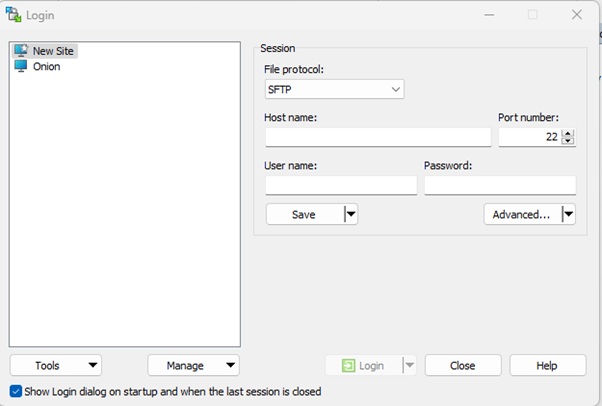 Login
New Site
Onion
Session
File protocol:
SFTP
Host name:
Port number:
22
User name:
Password:
Save
Advanced...
Tools
Manage
Login
Close
Help
Show Login dialog on startup and when the last session is closed